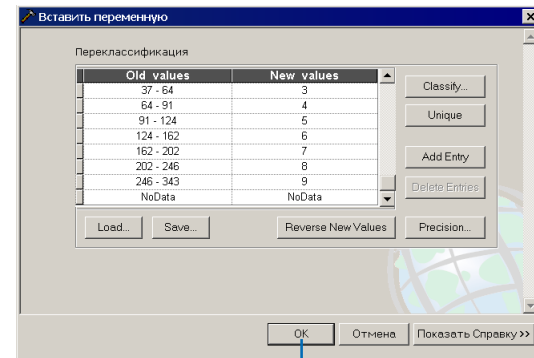 Вставить переменную
Переклассификация
Old values New values
37 - 64 3
64 - 91 4
91 - 124 5
124 - 162 6
162 - 202 7
202 - 246 8
246 - 343 9
NoData NoData
Classify...
Unique
Add Entry
Delete Entries
Load... Save... Reverse New Values Precision...
OK Отмена Показать Справку >>